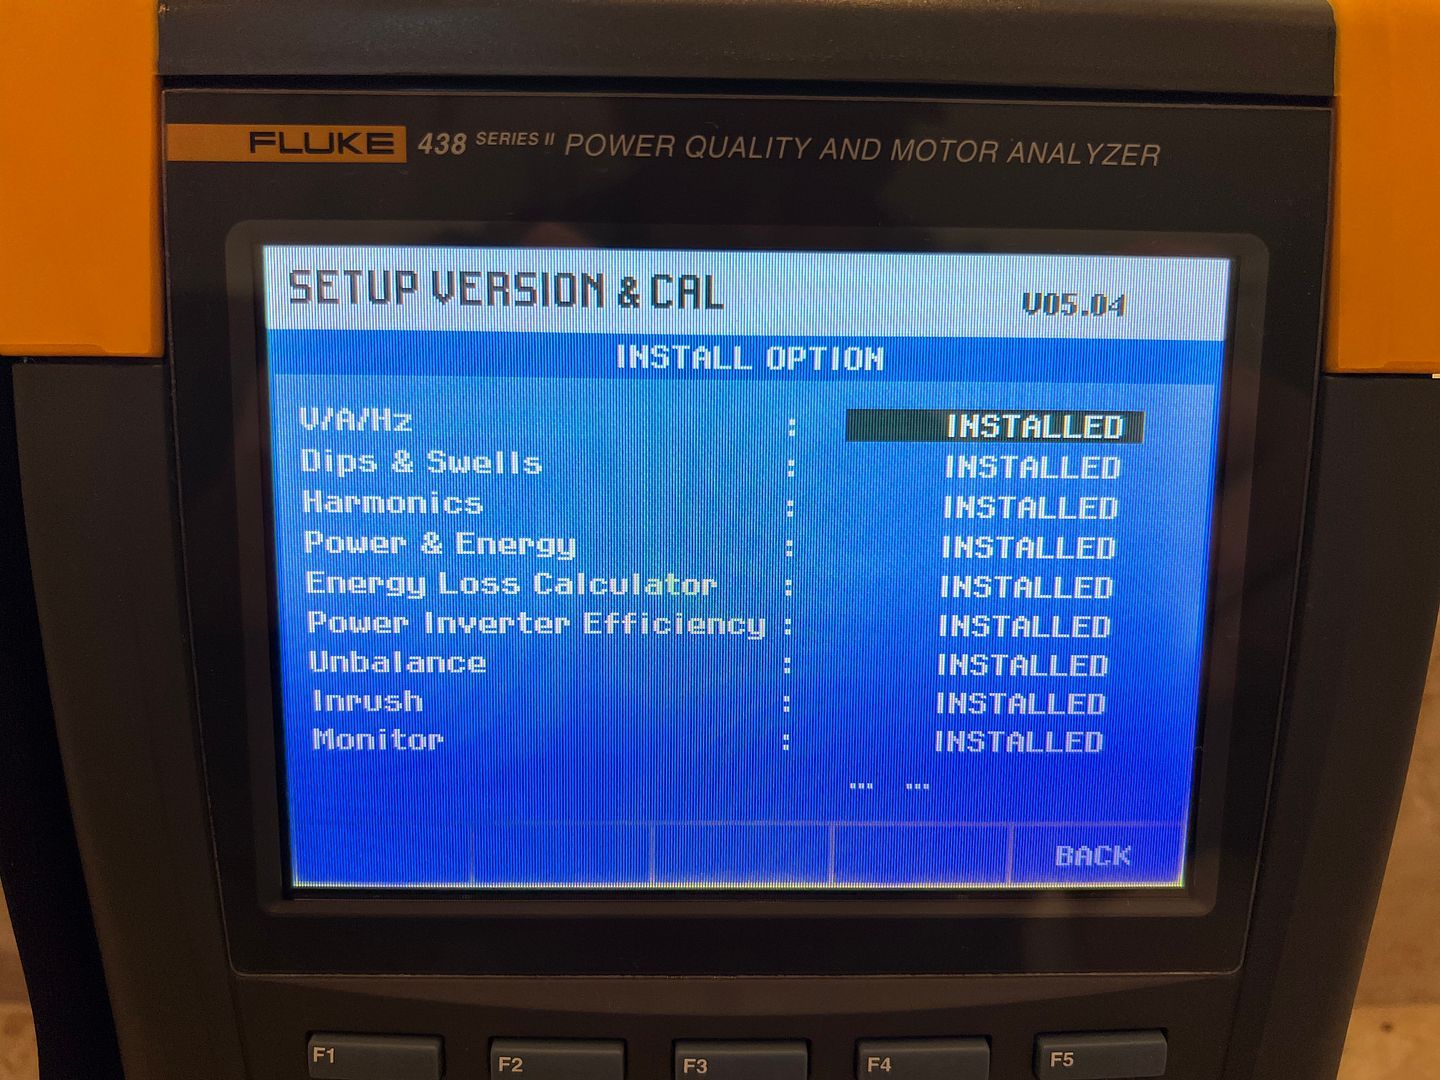 FLUKE 438 SERIES II POWER QUALITY AND MOTOR ANALYZER
SETUP VERSION & CAL V05.04
INSTALL OPTION
V/A/Hz : INSTALLED
Dips & Swells : INSTALLED
Harmonics : INSTALLED
Power & Energy : INSTALLED
Energy Loss Calculator : INSTALLED
Power Inverter Efficiency : INSTALLED
Unbalance : INSTALLED
Inrush : INSTALLED
Monitor : INSTALLED
... ...
BACK
F1 F2 F3 F4 F5